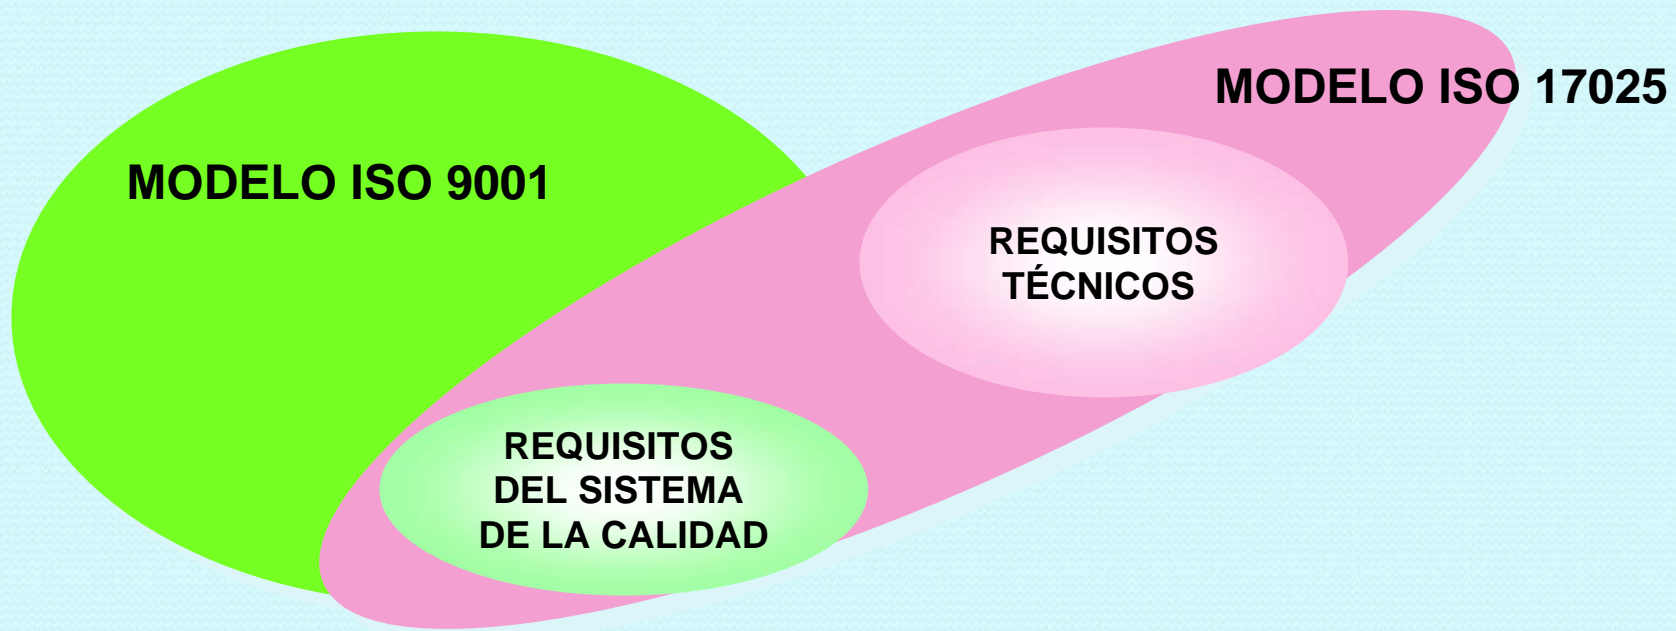 MODELO ISO 17025
MODELO ISO 9001
REQUISITOS
TÉCNICOS
REQUISITOS
DEL SISTEMA
DE LA CALIDAD